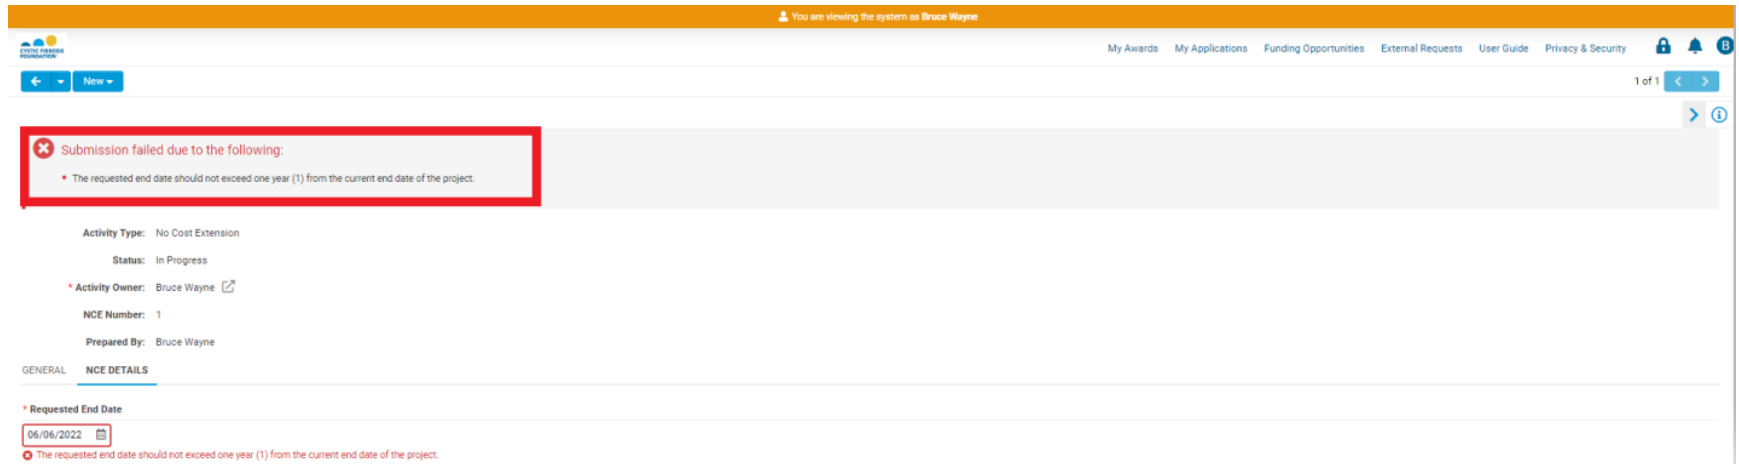 You are viewing the system as Bruce Wayne
CYSTIC FIBROSIS
FOUNDATION
My Awards My Applications Funding Opportunities External Requests User Guide Privacy & Security B
New
1 of 1
Submission failed due to the following:
The requested end date should not exceed one year (1) from the current end date of the project.
Activity Type: No Cost Extension
Status: In Progress
* Activity Owner: Bruce Wayne
NCE Number: 1
Prepared By: Bruce Wayne
GENERAL NCE DETAILS
* Requested End Date
06/06/2022
The requested end date should not exceed one year (1) from the current end date of the project.